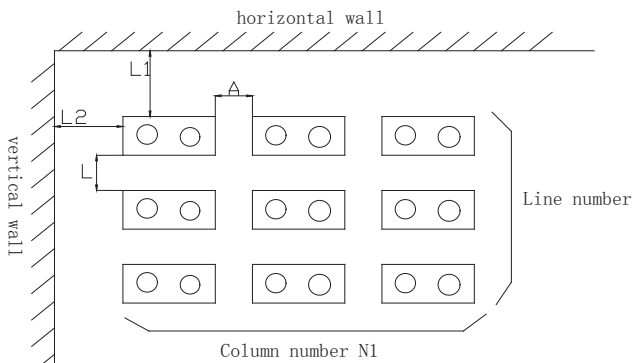 horizontal wall
L1
A
L2
L
vertical wall
Line number
Column number N1